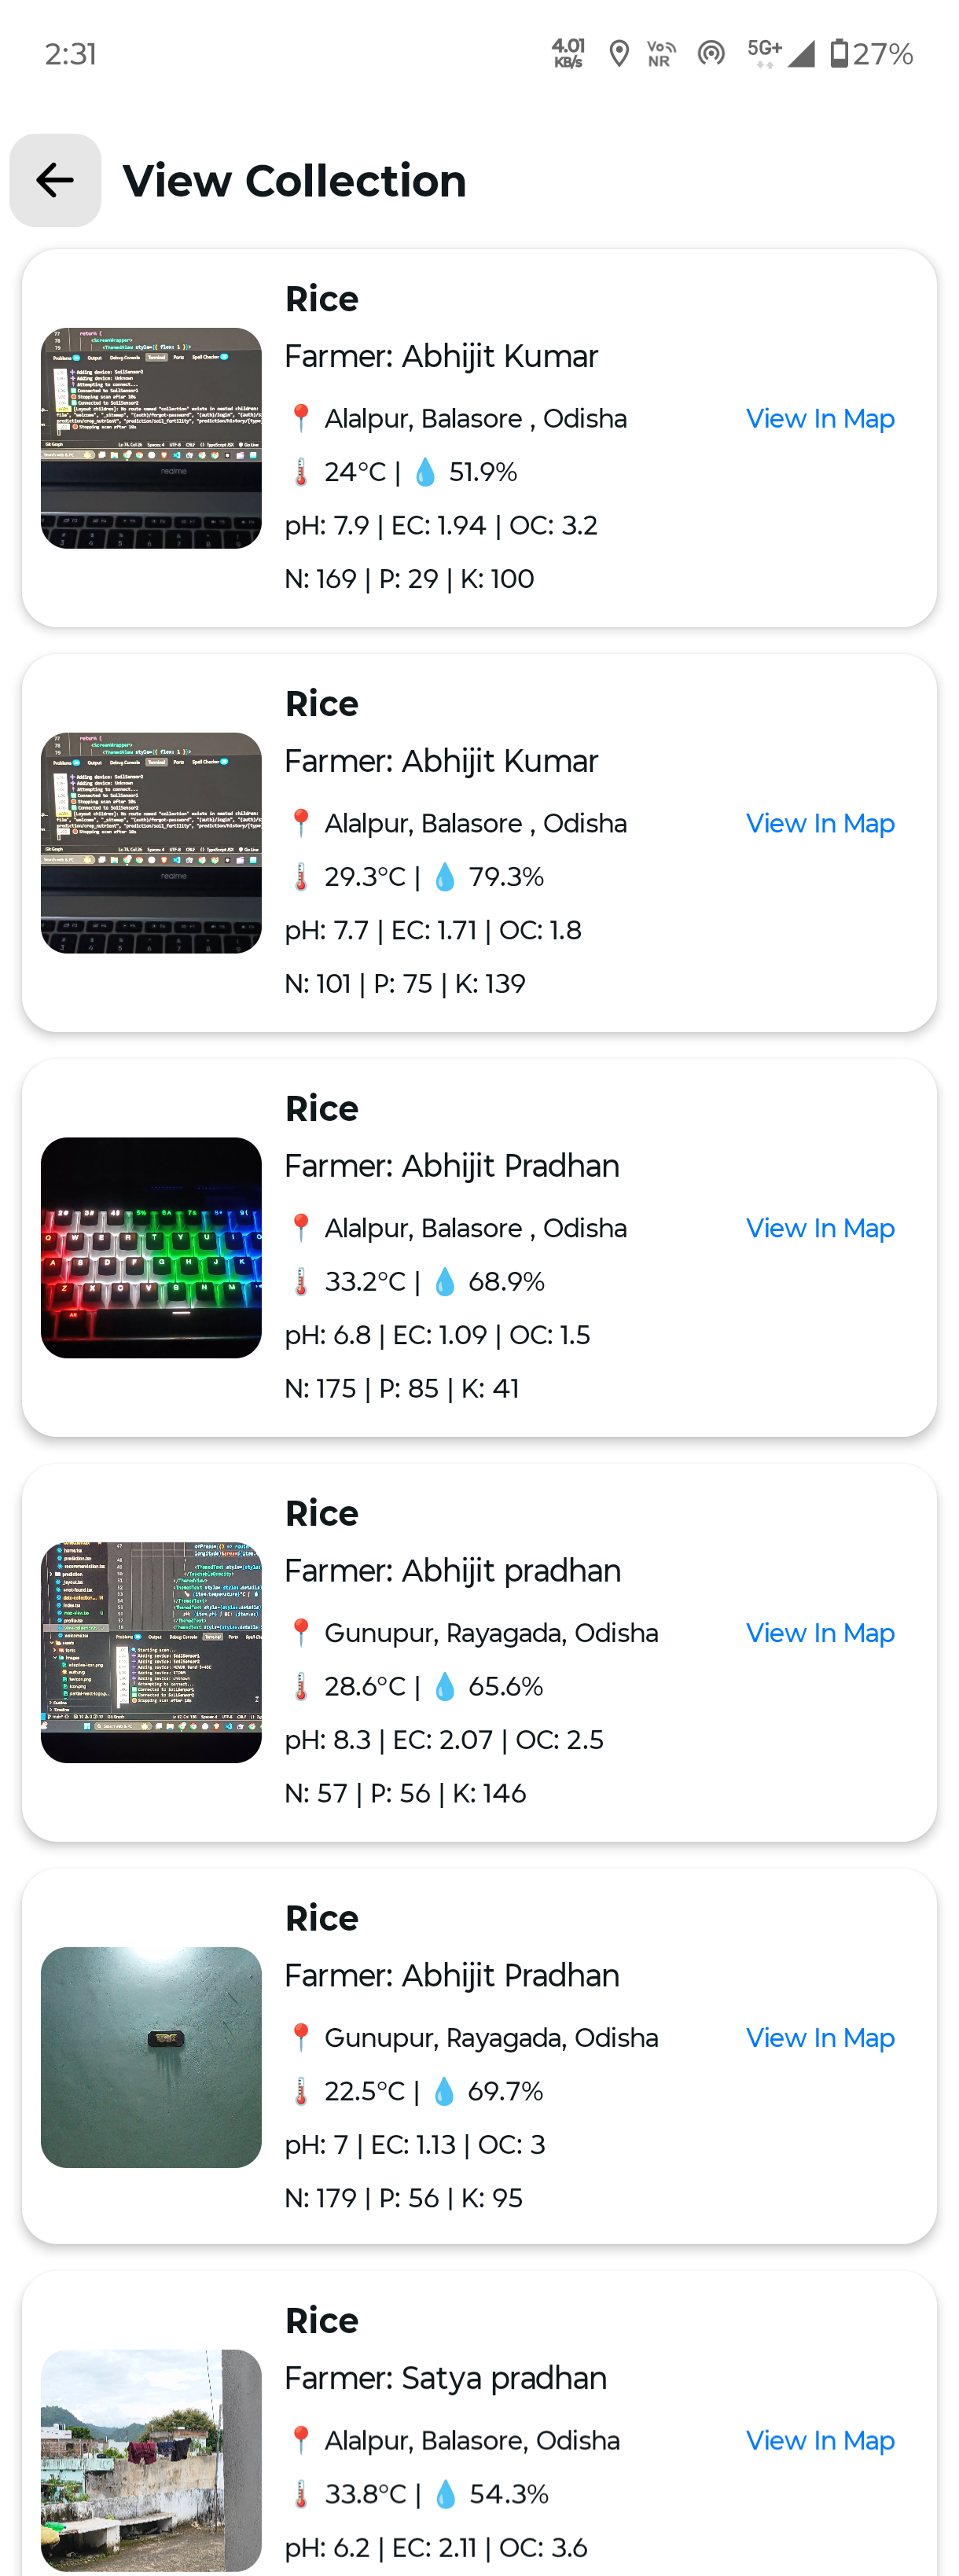 2:31
4.01 KB/s Vo NR 5G+ 27%
View Collection
Rice
Farmer: Abhijit Kumar
📍 Alalpur, Balasore , Odisha View In Map
🌡️ 24°C | 💧 51.9%
pH: 7.9 | EC: 1.94 | OC: 3.2
N: 169 | P: 29 | K: 100
realme
Rice
Farmer: Abhijit Kumar
📍 Alalpur, Balasore , Odisha View In Map
🌡️ 29.3°C | 💧 79.3%
pH: 7.7 | EC: 1.71 | OC: 1.8
N: 101 | P: 75 | K: 139
realme
Rice
Farmer: Abhijit Pradhan
📍 Alalpur, Balasore , Odisha View In Map
🌡️ 33.2°C | 💧 68.9%
pH: 6.8 | EC: 1.09 | OC: 1.5
N: 175 | P: 85 | K: 41
Rice
Farmer: Abhijit pradhan
📍 Gunupur, Rayagada, Odisha View In Map
🌡️ 28.6°C | 💧 65.6%
pH: 8.3 | EC: 2.07 | OC: 2.5
N: 57 | P: 56 | K: 146
Rice
Farmer: Abhijit Pradhan
📍 Gunupur, Rayagada, Odisha View In Map
🌡️ 22.5°C | 💧 69.7%
pH: 7 | EC: 1.13 | OC: 3
N: 179 | P: 56 | K: 95
Rice
Farmer: Satya pradhan
📍 Alalpur, Balasore, Odisha View In Map
🌡️ 33.8°C | 💧 54.3%
pH: 6.2 | EC: 2.11 | OC: 3.6